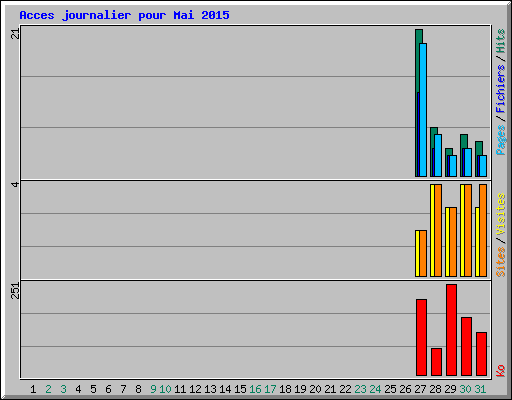 Acces journalier pour Mai 2015
21
4
251
Pages/Fichiers/Hits
Sites/Visites
Ko
1 2 3 4 5 6 7 8 9 10 11 12 13 14 15 16 17 18 19 20 21 22 23 24 25 26 27 28 29 30 31